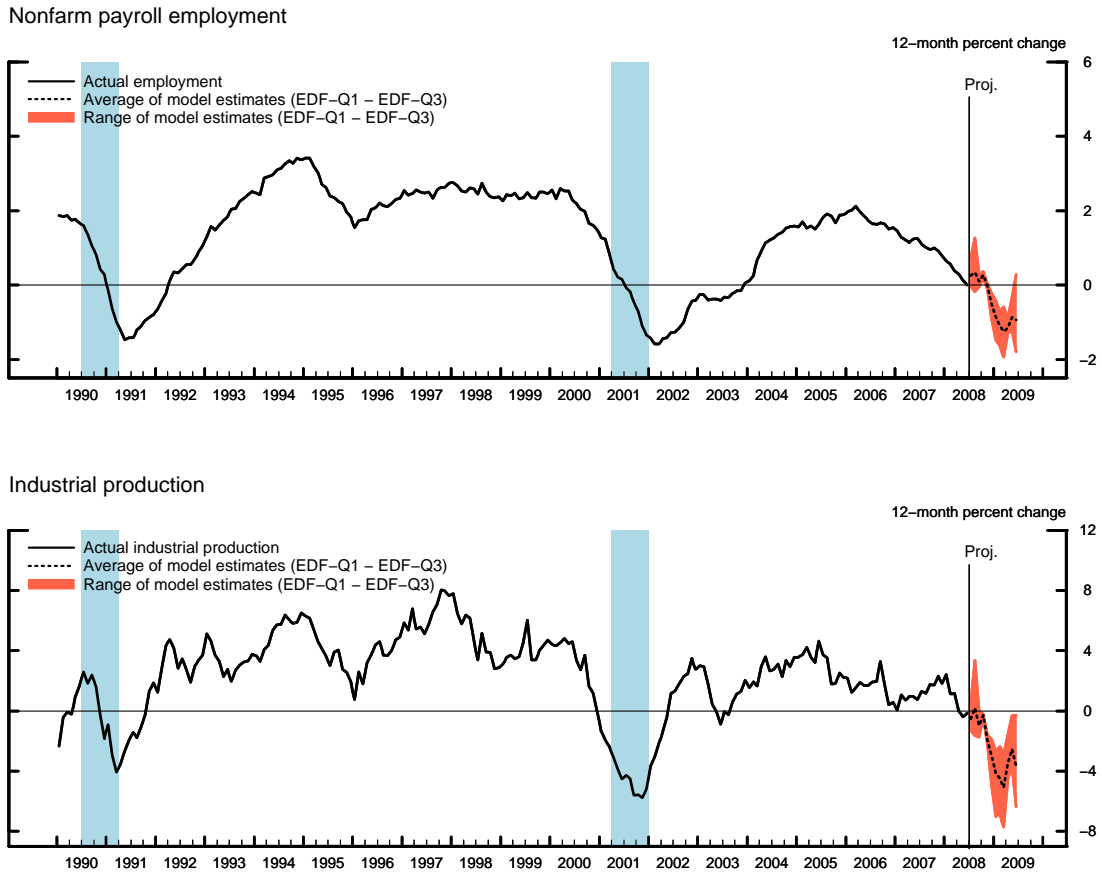 Nonfarm payroll employment
12−month percent change
Actual employment
Average of model estimates (EDF−Q1 − EDF−Q3)
Range of model estimates (EDF−Q1 − EDF−Q3)
Proj.
6
4
2
0
−2
1990 1991 1992 1993 1994 1995 1996 1997 1998 1999 2000 2001 2002 2003 2004 2005 2006 2007 2008 2009
Industrial production
12−month percent change
Actual industrial production
Average of model estimates (EDF−Q1 − EDF−Q3)
Range of model estimates (EDF−Q1 − EDF−Q3)
Proj.
12
8
4
0
−4
−8
1990 1991 1992 1993 1994 1995 1996 1997 1998 1999 2000 2001 2002 2003 2004 2005 2006 2007 2008 2009